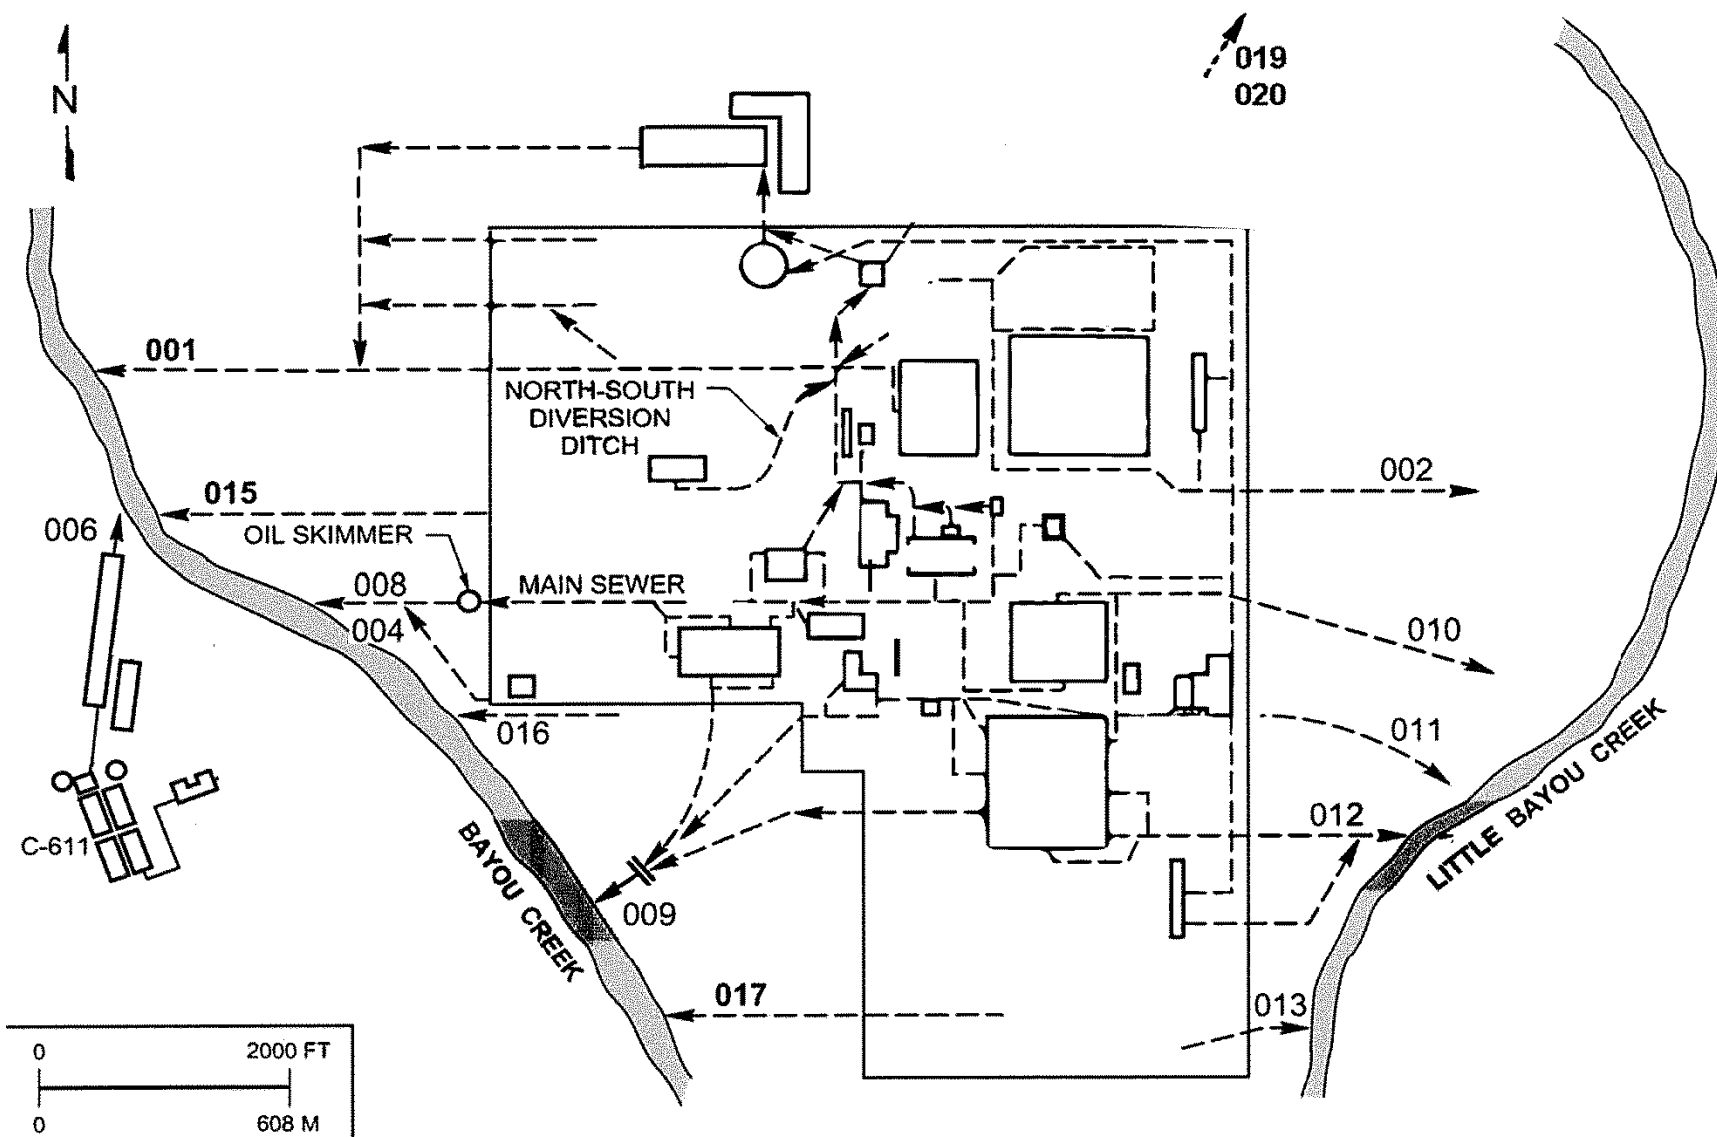 N
019
020
001
NORTH-SOUTH
DIVERSION
DITCH
002
015
006
OIL SKIMMER
008
MAIN SEWER
004
010
016
011
LITTLE BAYOU CREEK
012
C-611
BAYOU CREEK
009
017
013
0
2000 FT
0
608 M